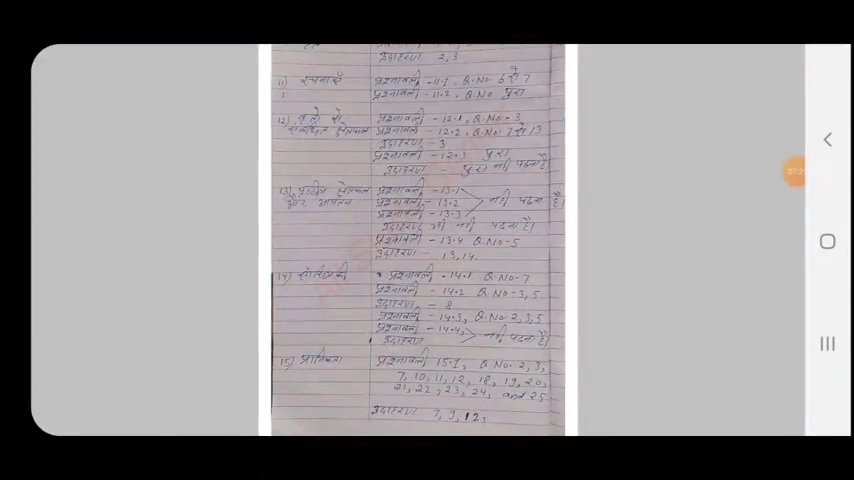 उदाहरण 2,3
11) रचनाएँ प्रश्नावली -11.1, Q.No 6 से 7
प्रश्नावली -11.2, Q.No पुरा
12) वृतो से प्रश्नावली -12.1, Q.No -3
संबंधित क्षेत्रफल प्रश्नावली -12.2, Q.No 7 से 13
उदाहरण -3
प्रश्नावली -12.3 पुरा
उदाहरण - पुरा नही पढना है।
13) पृष्ठीय क्षेत्रफल प्रश्नावली -13.1
और आयतन प्रश्नावली -13.2 नही पढना है।
प्रश्नावली -13.3
उदाहरण भी नही पढना है।
प्रश्नावली -13.4 Q.No-5
उदाहरण - 13,14.
14) सांख्यिकी प्रश्नावली -14.1 Q.No-7
प्रश्नावली -14.2 Q.No-3,5
उदाहरण - 8
प्रश्नावली -14.3, Q.No. 2,3,5
प्रश्नावली -14.4, नही पढना है।
उदाहरण
15) प्रायिकता प्रश्नावली 15.1, Q.No. 2,3,
7,10,11,12,18,19,20,
21,22,23,24, and 25
उदाहरण 7,9,12,